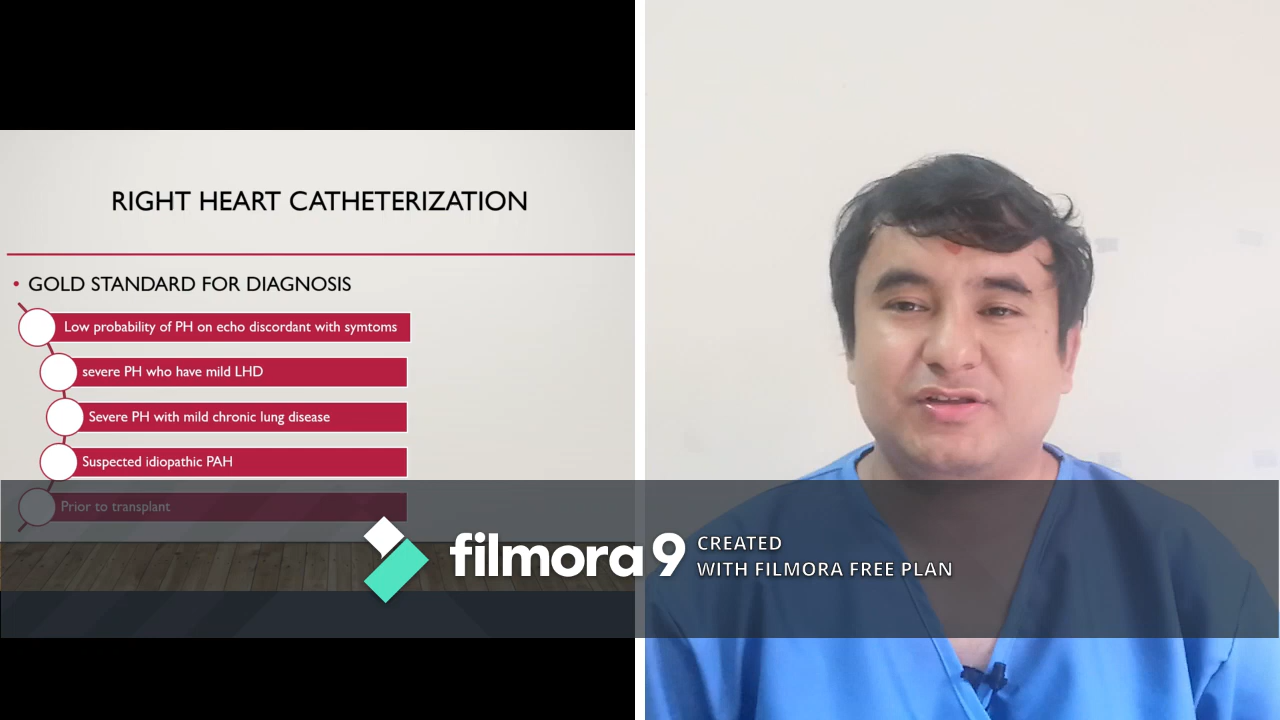 RIGHT HEART CATHETERIZATION
• GOLD STANDARD FOR DIAGNOSIS
Low probability of PH on echo discordant with symtoms
severe PH who have mild LHD
Severe PH with mild chronic lung disease
Suspected idiopathic PAH
Prior to transplant
filmora9
CREATED
WITH FILMORA FREE PLAN